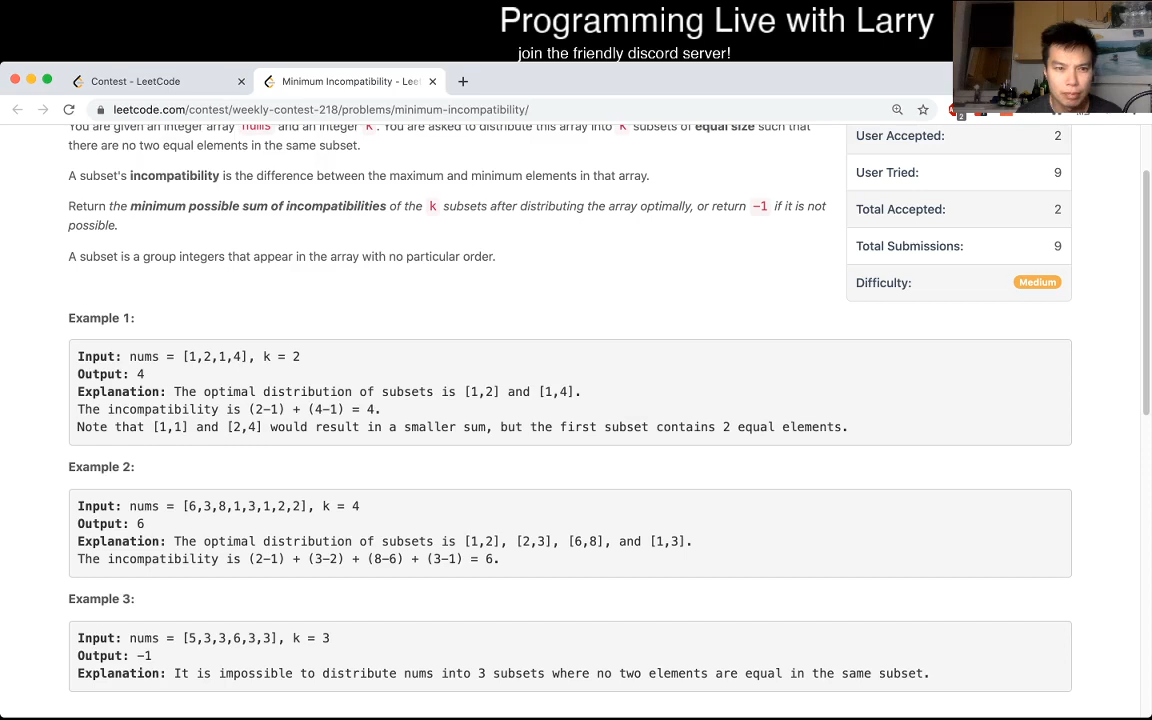 Programming Live with Larry
join the friendly discord server!
Contest - LeetCode
Minimum Incompatibility - Leet
leetcode.com/contest/weekly-contest-218/problems/minimum-incompatibility/
2
You are given an integer array nums and an integer k. You are asked to distribute this array into k subsets of equal size such that
there are no two equal elements in the same subset.
A subset's incompatibility is the difference between the maximum and minimum elements in that array.
Return the minimum possible sum of incompatibilities of the k subsets after distributing the array optimally, or return -1 if it is not
possible.
A subset is a group integers that appear in the array with no particular order.
User Accepted: 2
User Tried: 9
Total Accepted: 2
Total Submissions: 9
Difficulty: Medium
Example 1:
Input: nums = [1,2,1,4], k = 2
Output: 4
Explanation: The optimal distribution of subsets is [1,2] and [1,4].
The incompatibility is (2-1) + (4-1) = 4.
Note that [1,1] and [2,4] would result in a smaller sum, but the first subset contains 2 equal elements.
Example 2:
Input: nums = [6,3,8,1,3,1,2,2], k = 4
Output: 6
Explanation: The optimal distribution of subsets is [1,2], [2,3], [6,8], and [1,3].
The incompatibility is (2-1) + (3-2) + (8-6) + (3-1) = 6.
Example 3:
Input: nums = [5,3,3,6,3,3], k = 3
Output: -1
Explanation: It is impossible to distribute nums into 3 subsets where no two elements are equal in the same subset.